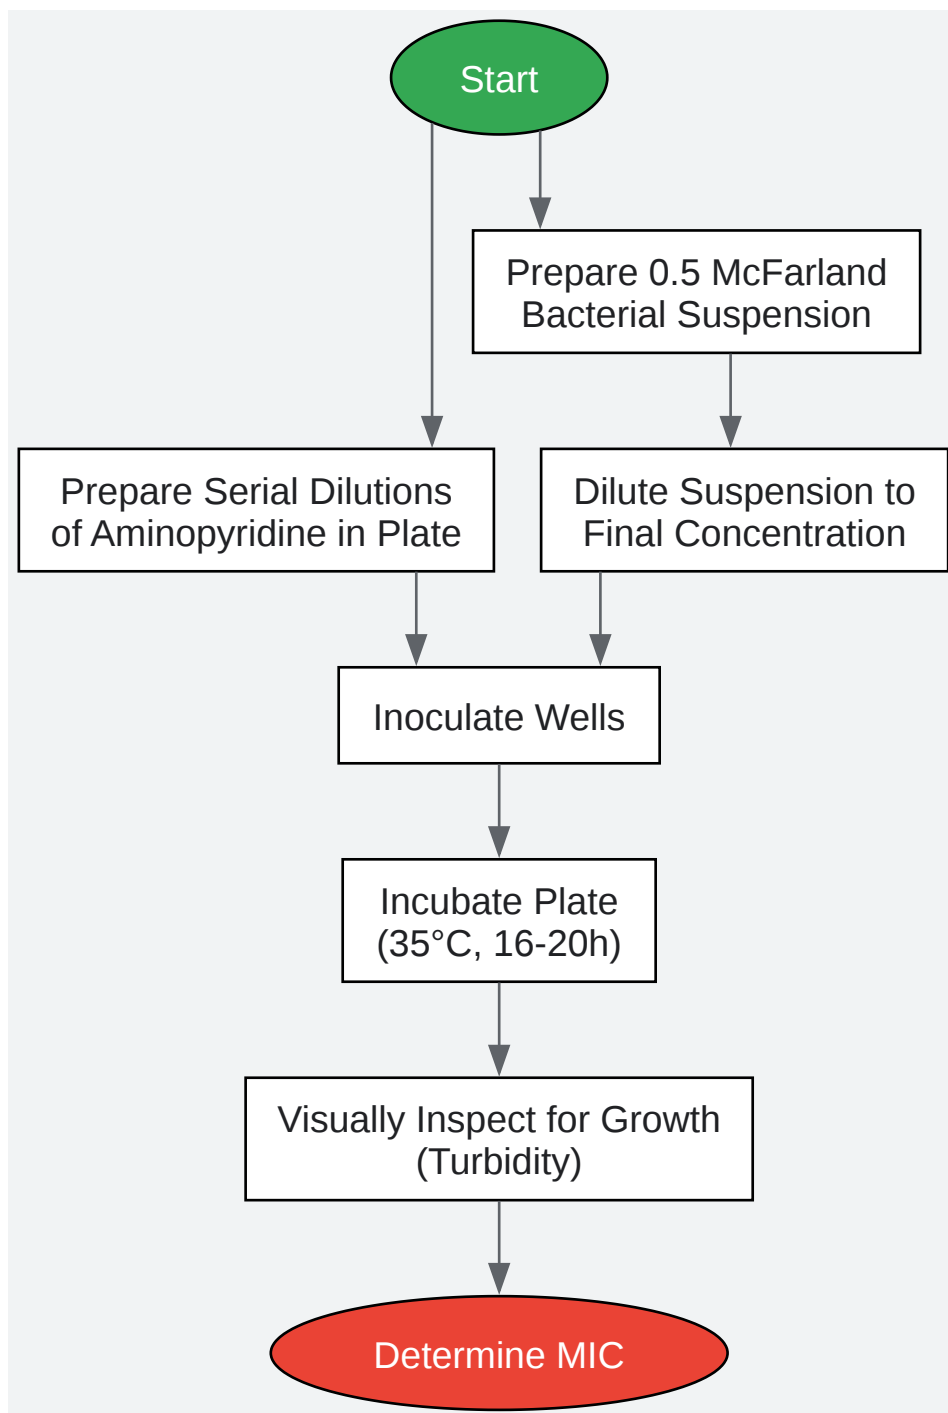 Start
Prepare 0.5 McFarland
Bacterial Suspension
Prepare Serial Dilutions
of Aminopyridine in Plate
Dilute Suspension to
Final Concentration
Inoculate Wells
Incubate Plate
(35°C, 16-20h)
Visually Inspect for Growth
(Turbidity)
Determine MIC